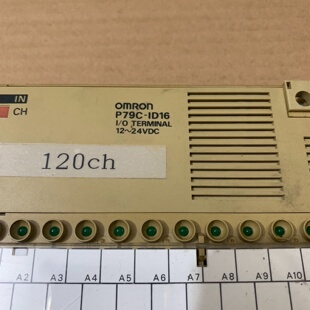 IN
CH
OMRON
P79C-ID16
I/O TERMINAL
12~24VDC
120ch
A2 A3 A4 A5 A6 A7 A8 A9 A10